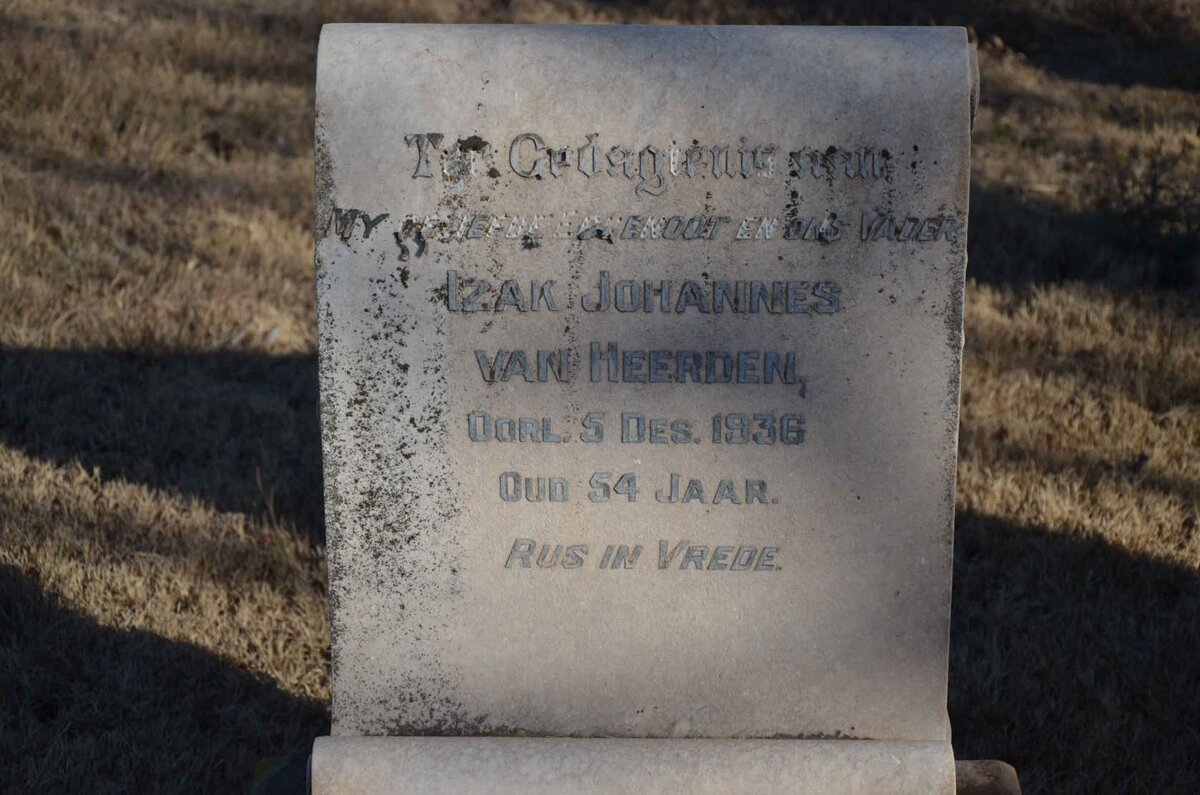 Ter Gedagtenis aan
MY GELIEFDE EGGENOOT EN ONS VADER
IZAK JOHANNES
VAN HEERDEN,
OORL. 5 DES. 1936
OUD 54 JAAR.
RUS IN VREDE.